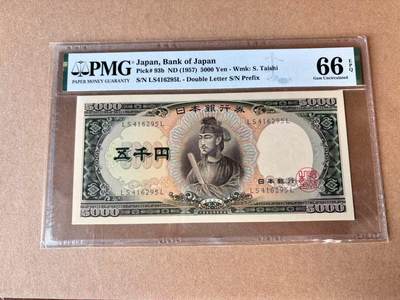 PMG
PAPER MONEY GUARANTY
Japan, Bank of Japan
Pick# 93b ND (1957) 5000 Yen - Wmk: S. Taishi
S/N LS416295L - Double Letter S/N Prefix
66 EPQ
Gem Uncirculated
5000
5000
日本銀行券
LS416295L
五千円
日本銀行
LS416295L
5000
5000